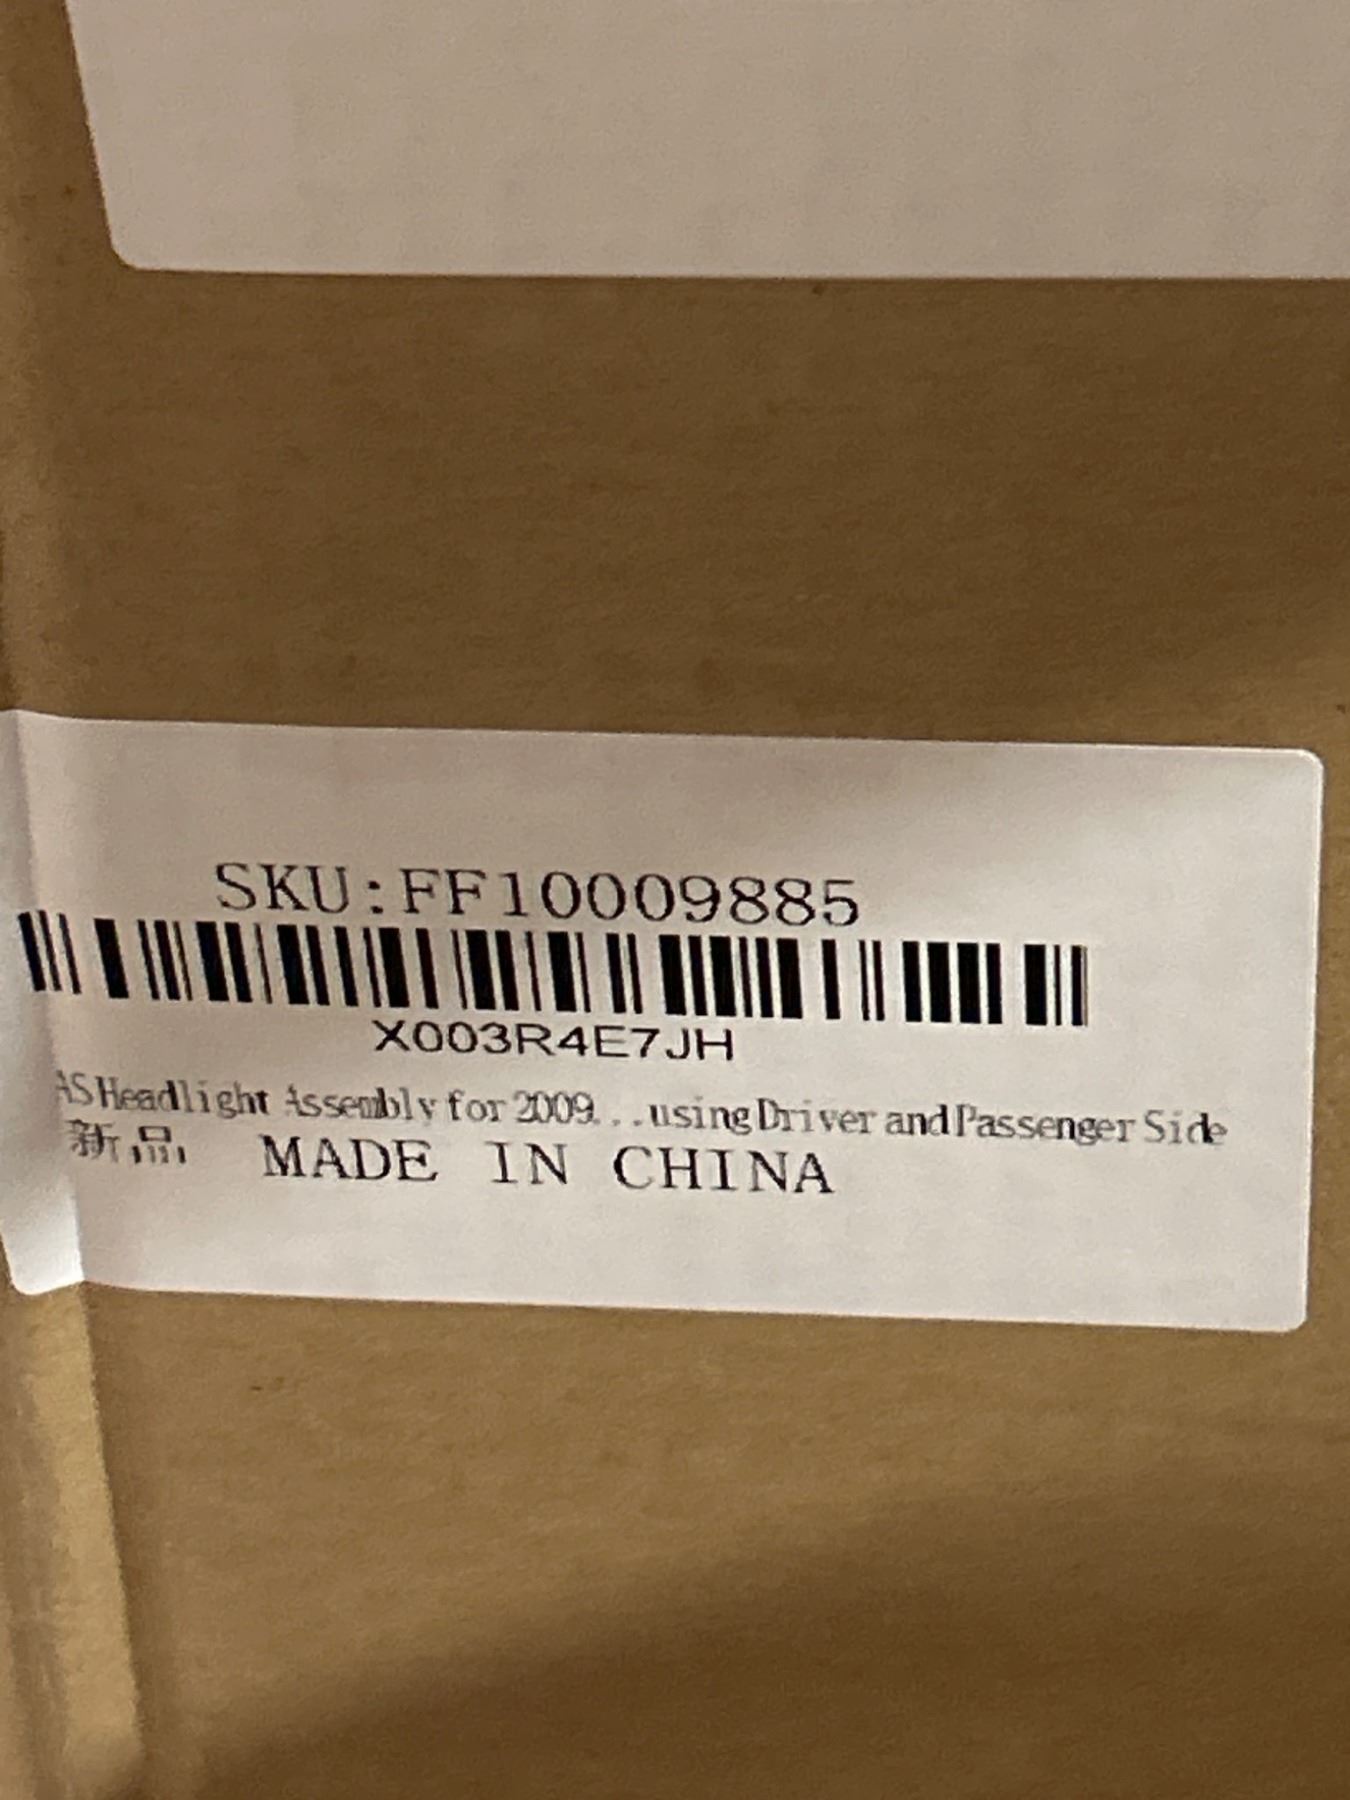 SKU:FF10009885
X003R4E7JH
AS Headlight Assembly for 2009...using Driver and Passenger Side
新品 MADE IN CHINA